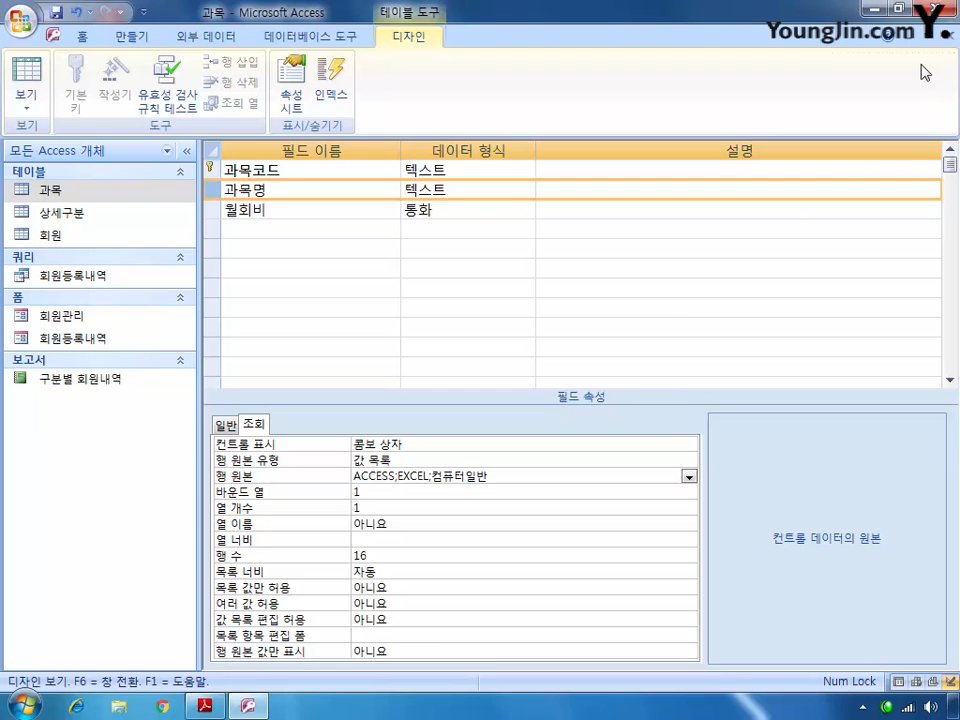 과목 - Microsoft Access
테이블 도구
YoungJin.com Y.
홈
만들기
외부 데이터
데이터베이스 도구
디자인
보기
기본
키
작성기
유효성 검사
규칙 테스트
행 삽입
행 삭제
조회 열
속성
시트
인덱스
보기
도구
표시/숨기기
모든 Access 개체
테이블
과목
상세구분
회원
쿼리
회원등록내역
폼
회원관리
회원등록내역
보고서
구분별 회원내역
필드 이름 데이터 형식 설명
과목코드 텍스트
과목명 텍스트
월회비 통화
필드 속성
일반 조회
컨트롤 표시 콤보 상자
행 원본 유형 값 목록
행 원본 ACCESS;EXCEL;컴퓨터일반
바운드 열 1
열 개수 1
열 이름 아니요
열 너비
행 수 16
목록 너비 자동
목록 값만 허용 아니요
여러 값 허용 아니요
값 목록 편집 허용 아니요
목록 항목 편집 폼
행 원본 값만 표시 아니요
컨트롤 데이터의 원본
디자인 보기. F6 = 창 전환. F1 = 도움말.
Num Lock